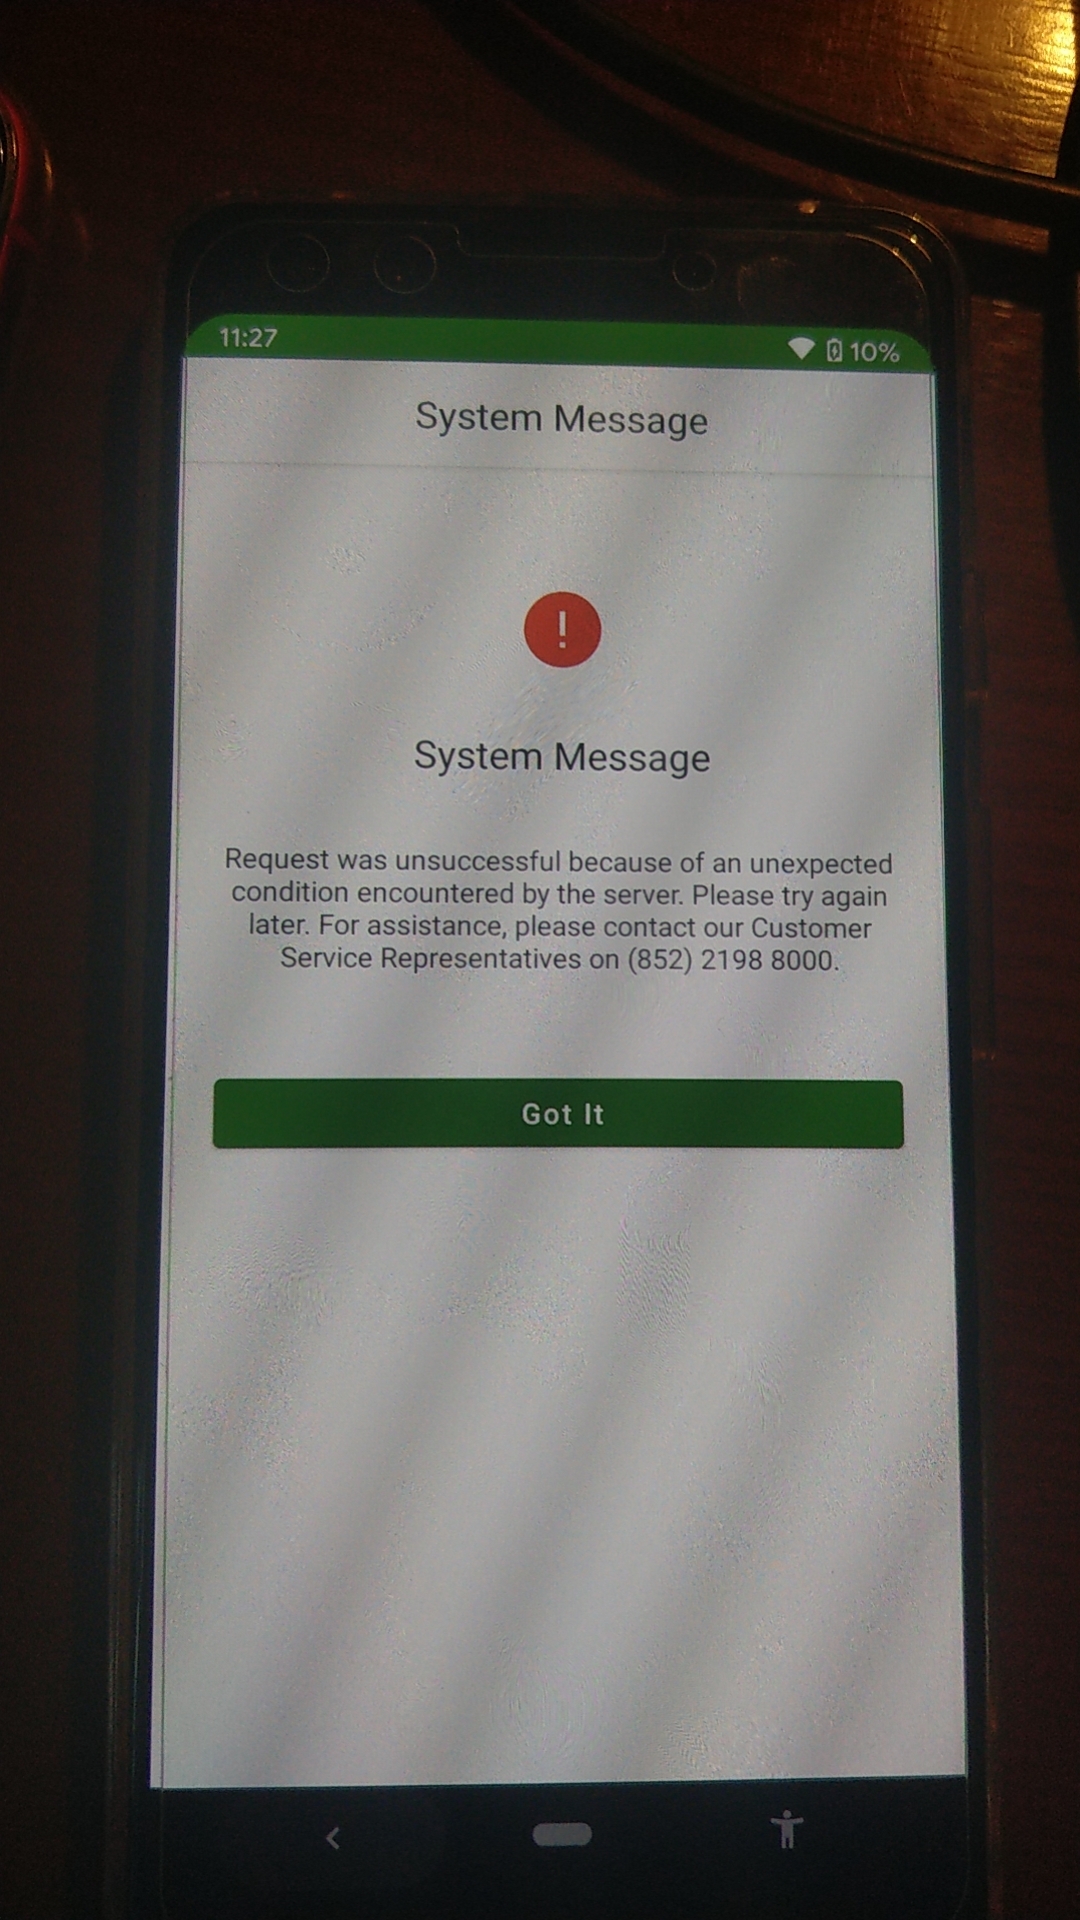 11:27
10%
System Message
!
System Message
Request was unsuccessful because of an unexpected
condition encountered by the server. Please try again
later. For assistance, please contact our Customer
Service Representatives on (852) 2198 8000.
Got It